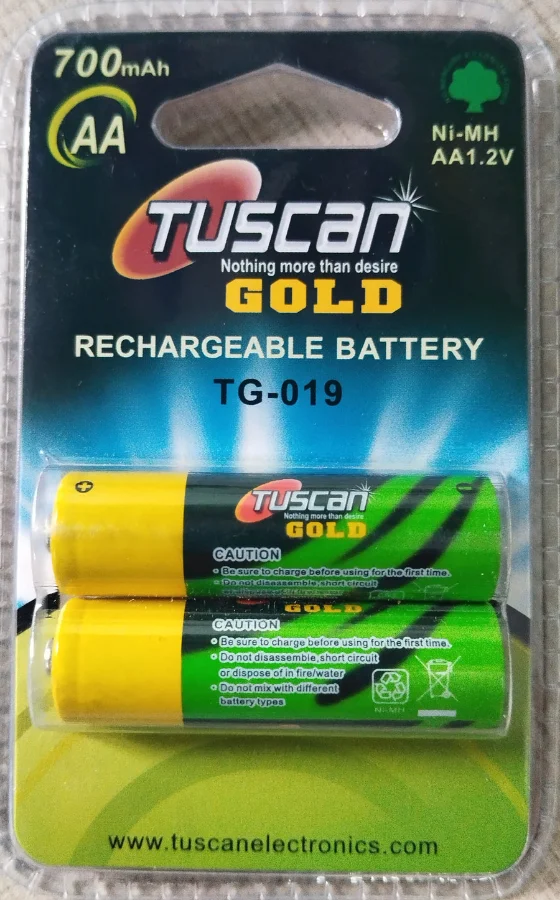 700mAh
AA
Ni-MH
AA1.2V
TUSCan
Nothing more than desire
GOLD
RECHARGEABLE BATTERY
TG-019
TUSCan
Nothing more than desire
GOLD
CAUTION
• Be sure to charge before using for the first time.
• Do not disassemble,short circuit
GOLD
CAUTION
• Be sure to charge before using for the first time.
• Do not disassemble,short circuit
or dispose of in fire/water
• Do not mix with different
battery types
Ni-MH
www.tuscanelectronics.com